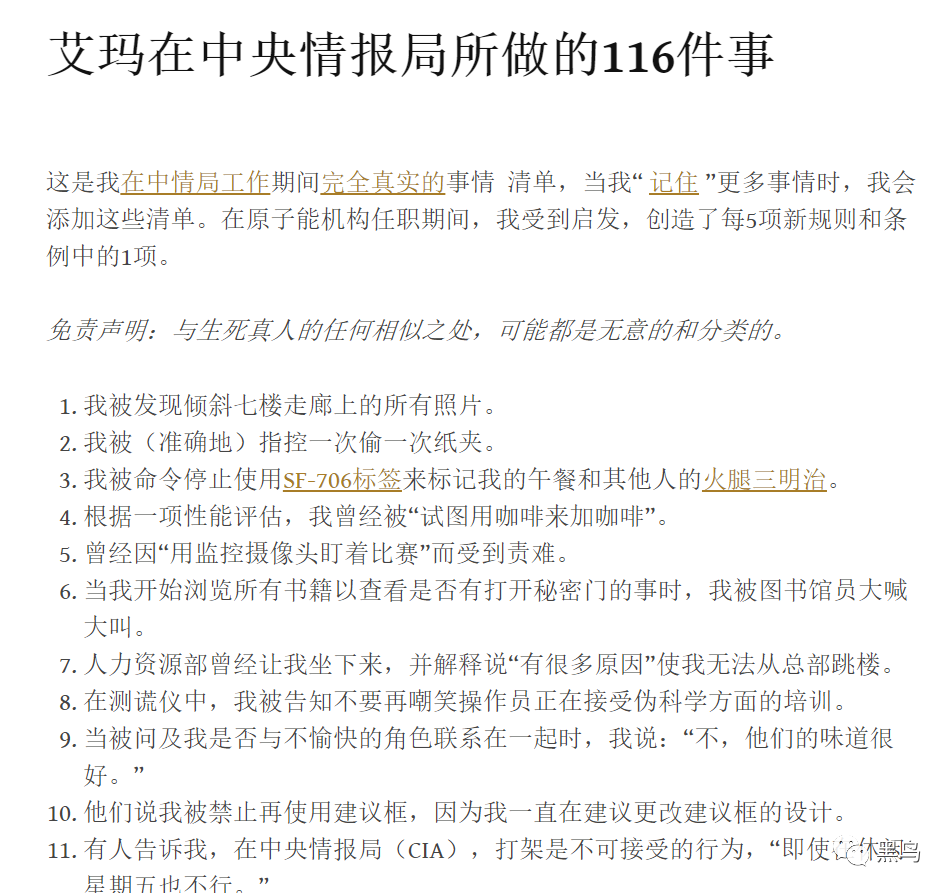 艾玛在中央情报局所做的116件事
这是我在中情局工作期间完全真实的事情 清单，当我“ 记住 ”更多事情时，我会
添加这些清单。在原子能机构任职期间，我受到启发，创造了每5项新规则和条
例中的1项。
免责声明：与生死真人的任何相似之处，可能都是无意的和分类的。
1. 我被发现倾斜七楼走廊上的所有照片。
2. 我被（准确地）指控一次偷一次纸夹。
3. 我被命令停止使用SF-706标签来标记我的午餐和其他人的火腿三明治。
4. 根据一项性能评估，我曾经被“试图用咖啡来加咖啡”。
5. 曾经因“用监控摄像头盯着比赛”而受到责难。
6. 当我开始浏览所有书籍以查看是否有打开秘密门的事时，我被图书馆员大喊
大叫。
7. 人力资源部曾经让我坐下来，并解释说“有很多原因”使我无法从总部跳楼。
8. 在测谎仪中，我被告知不要再嘲笑操作员正在接受伪科学方面的培训。
9. 当被问及我是否与不愉快的角色联系在一起时，我说：“不，他们的味道很
好。”
10. 他们说我被禁止再使用建议框，因为我一直在建议更改建议框的设计。
11. 有人告诉我，在中央情报局（CIA），打架是不可接受的行为，“即使在休
星期五也不行。”
黑鸟